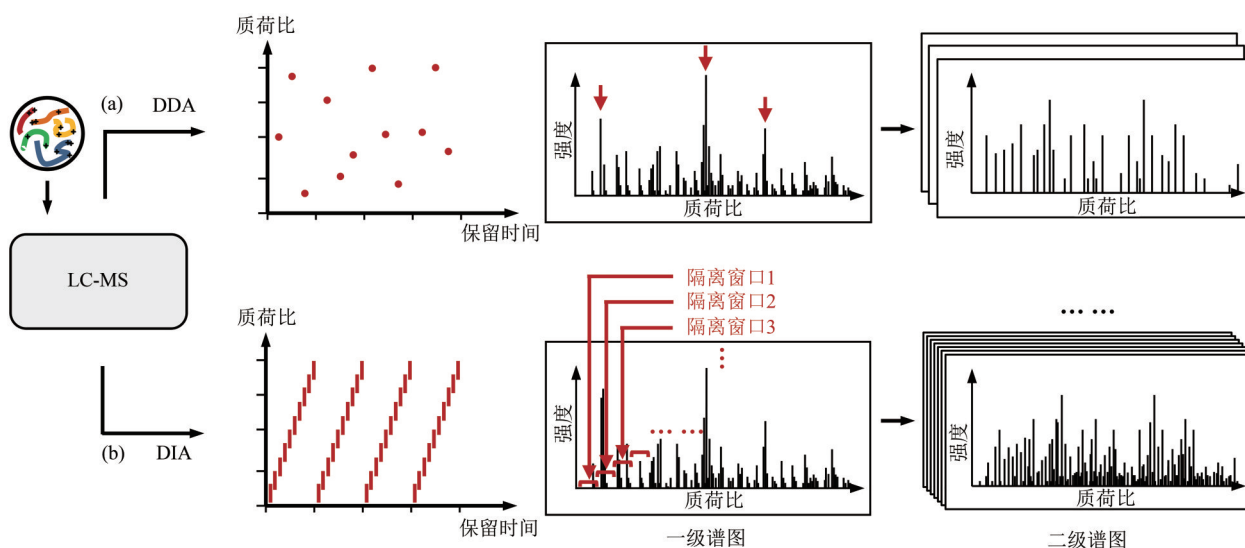 质荷比
(a)
DDA
保留时间
强度
质荷比
强度
质荷比
LC-MS
隔离窗口1
隔离窗口2
隔离窗口3
质荷比
(b)
DIA
保留时间
强度
质荷比
一级谱图
强度
质荷比
二级谱图